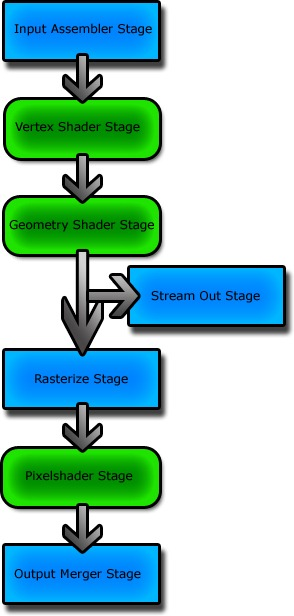 Input Assembler Stage
Vertex Shader Stage
Geometry Shader Stage
Stream Out Stage
Rasterize Stage
Pixelshader Stage
Output Merger Stage